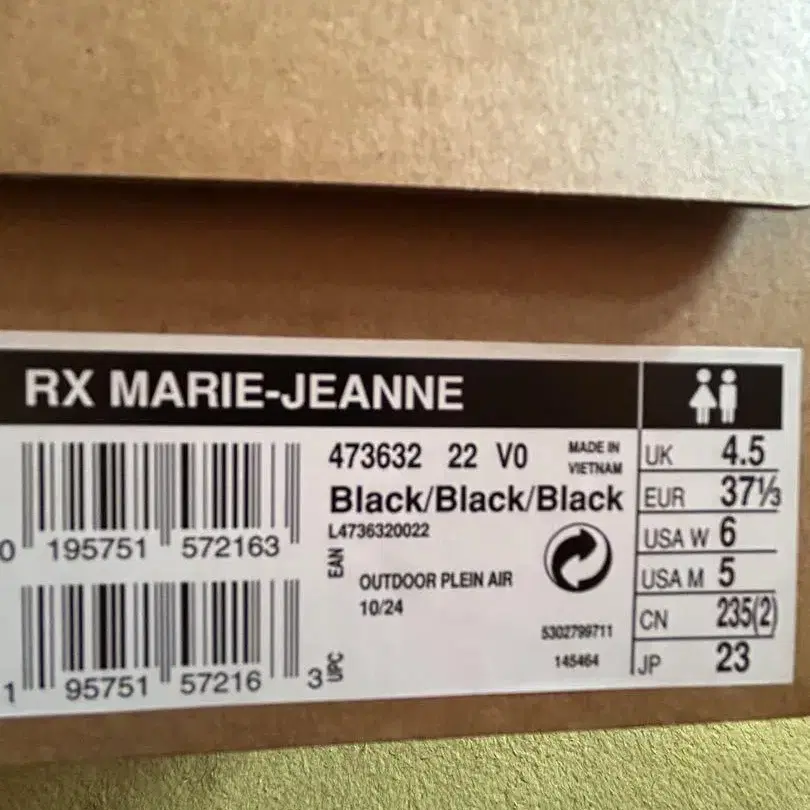 RX MARIE-JEANNE
473632 22 V0 MADE IN VIETNAM
Black/Black/Black
L4736320022
EAN
0 195751 572163
OUTDOOR PLEIN AIR
10/24
5302799711
145464
UPC
1 95751 57216 3
UK 4.5
EUR 37⅓
USA W 6
USA M 5
CN 235(2)
JP 23